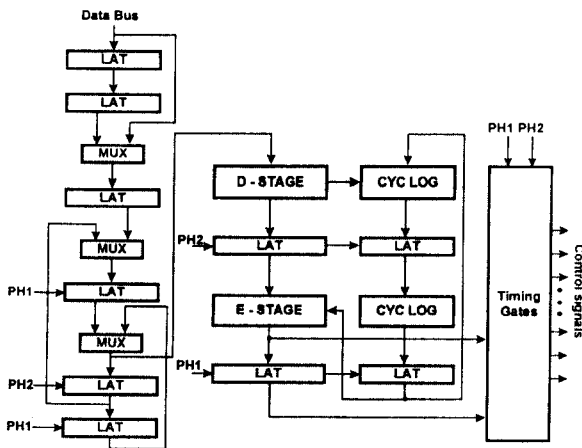 Data Bus
LAT
LAT
MUX
LAT
MUX
PH1
LAT
MUX
PH2
LAT
PH1
LAT
D - STAGE
CYC LOG
PH2
LAT
LAT
E - STAGE
CYC LOG
PH1
LAT
LAT
PH1 PH2
Timing
Gates
Control signals